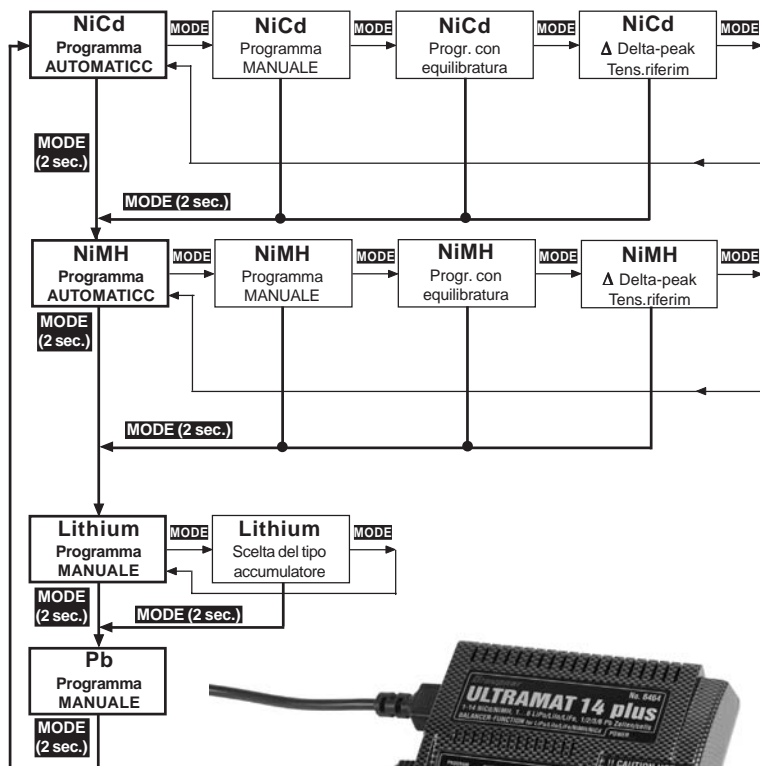 NiCd
Programma
AUTOMATICC
MODE
NiCd
Programma
MANUALE
MODE
NiCd
Progr. con
equilibratura
MODE
NiCd
Δ Delta-peak
Tens.riferim
MODE
MODE
(2 sec.)
MODE (2 sec.)
NiMH
Programma
AUTOMATICC
MODE
NiMH
Programma
MANUALE
MODE
NiMH
Progr. con
equilibratura
MODE
NiMH
Δ Delta-peak
Tens.riferim
MODE
MODE
(2 sec.)
MODE (2 sec.)
Lithium
Programma
MANUALE
MODE
Lithium
Scelta del tipo
accumulatore
MODE
MODE
(2 sec.)
MODE (2 sec.)
Pb
Programma
MANUALE
MODE
(2 sec.)
No. 6464
ULTRAMAT 14 plus
BALANCER-FUNCTION
POWER
!! CAUTION